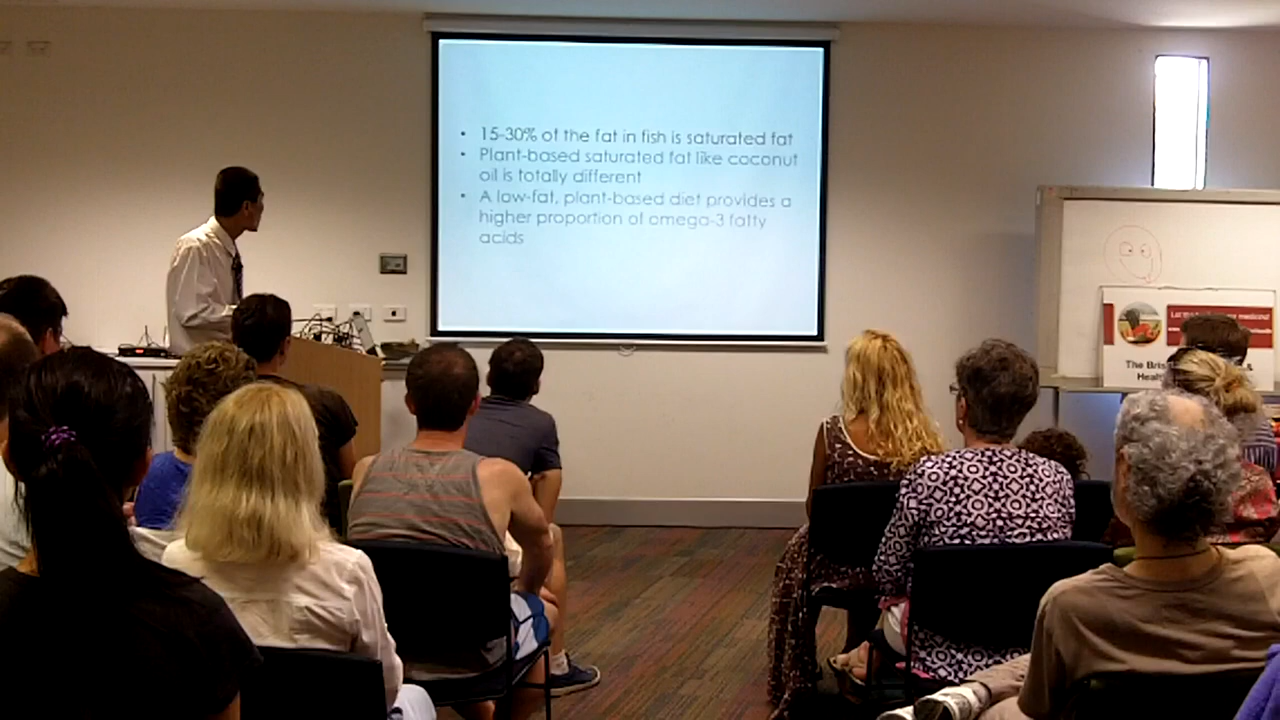 • 15-30% of the fat in fish is saturated fat
• Plant-based saturated fat like coconut
oil is totally different
• A low-fat, plant-based diet provides a
higher proportion of omega-3 fatty
acids
The &